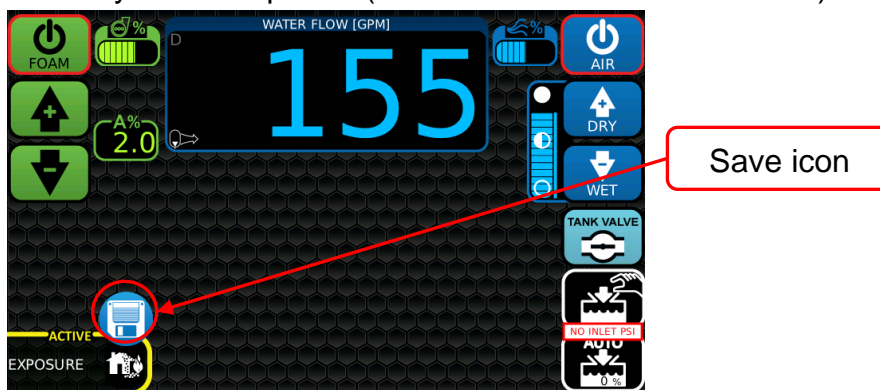 WATER FLOW [GPM]
D
155
FOAM
%
%
AIR
+
A%
2.0
+
DRY
-
-
WET
Save icon
TANK VALVE
NO INLET PSI
AUTO
0 %
ACTIVE
EXPOSURE